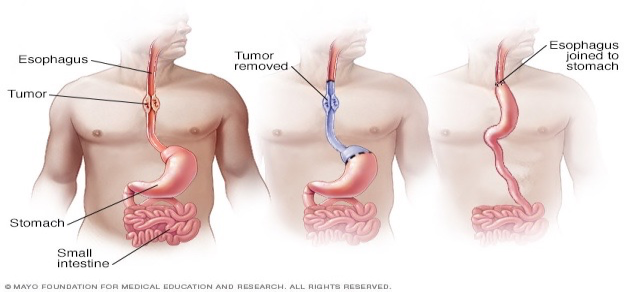 Esophagus
Tumor
Stomach
Small
intestine
Tumor
removed
Esophagus
joined to
stomach
© MAYO FOUNDATION FOR MEDICAL EDUCATION AND RESEARCH. ALL RIGHTS RESERVED.